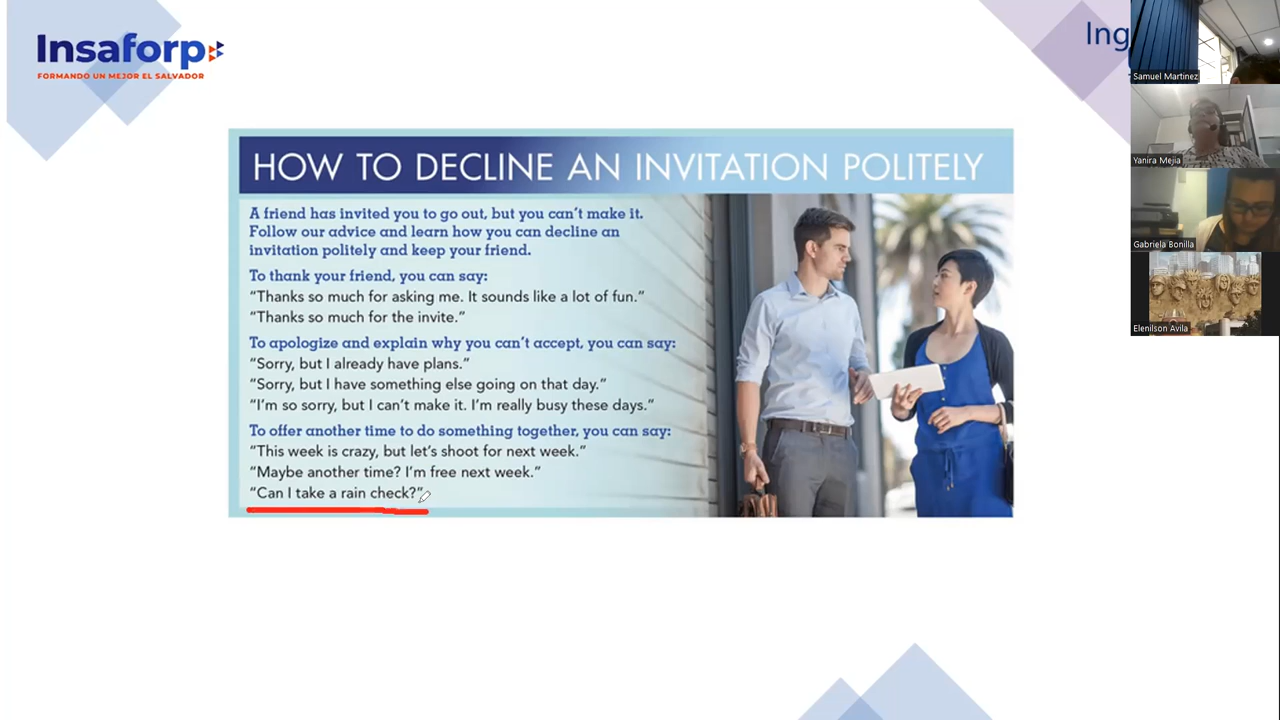 Insaforp
FORMANDO UN MEJOR EL SALVADOR
Ing
Samuel Martinez
Yanira Mejia
Gabriela Bonilla
Elenilson Avila
HOW TO DECLINE AN INVITATION POLITELY
A friend has invited you to go out, but you can't make it.
Follow our advice and learn how you can decline an
invitation politely and keep your friend.
To thank your friend, you can say:
"Thanks so much for asking me. It sounds like a lot of fun."
"Thanks so much for the invite."
To apologize and explain why you can't accept, you can say:
"Sorry, but I already have plans."
"Sorry, but I have something else going on that day."
"I'm so sorry, but I can't make it. I'm really busy these days."
To offer another time to do something together, you can say:
"This week is crazy, but let's shoot for next week."
"Maybe another time? I'm free next week."
"Can I take a rain check?"